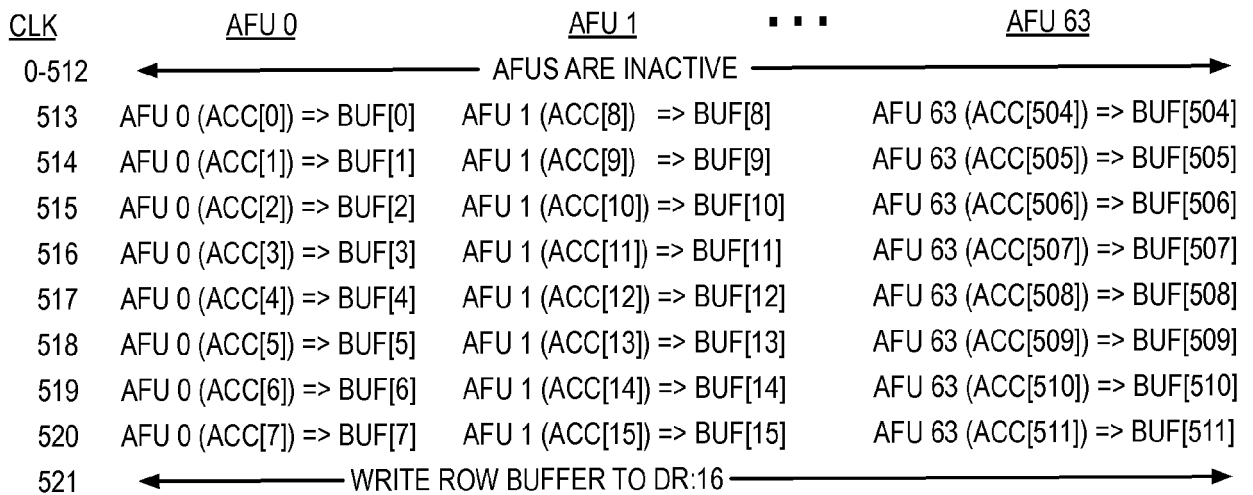 CLK AFU 0 AFU 1 ▪ ▪ ▪ AFU 63
0-512 AFUS ARE INACTIVE
513 AFU 0 (ACC[0]) => BUF[0] AFU 1 (ACC[8]) => BUF[8] AFU 63 (ACC[504]) => BUF[504]
514 AFU 0 (ACC[1]) => BUF[1] AFU 1 (ACC[9]) => BUF[9] AFU 63 (ACC[505]) => BUF[505]
515 AFU 0 (ACC[2]) => BUF[2] AFU 1 (ACC[10]) => BUF[10] AFU 63 (ACC[506]) => BUF[506]
516 AFU 0 (ACC[3]) => BUF[3] AFU 1 (ACC[11]) => BUF[11] AFU 63 (ACC[507]) => BUF[507]
517 AFU 0 (ACC[4]) => BUF[4] AFU 1 (ACC[12]) => BUF[12] AFU 63 (ACC[508]) => BUF[508]
518 AFU 0 (ACC[5]) => BUF[5] AFU 1 (ACC[13]) => BUF[13] AFU 63 (ACC[509]) => BUF[509]
519 AFU 0 (ACC[6]) => BUF[6] AFU 1 (ACC[14]) => BUF[14] AFU 63 (ACC[510]) => BUF[510]
520 AFU 0 (ACC[7]) => BUF[7] AFU 1 (ACC[15]) => BUF[15] AFU 63 (ACC[511]) => BUF[511]
521 WRITE ROW BUFFER TO DR:16